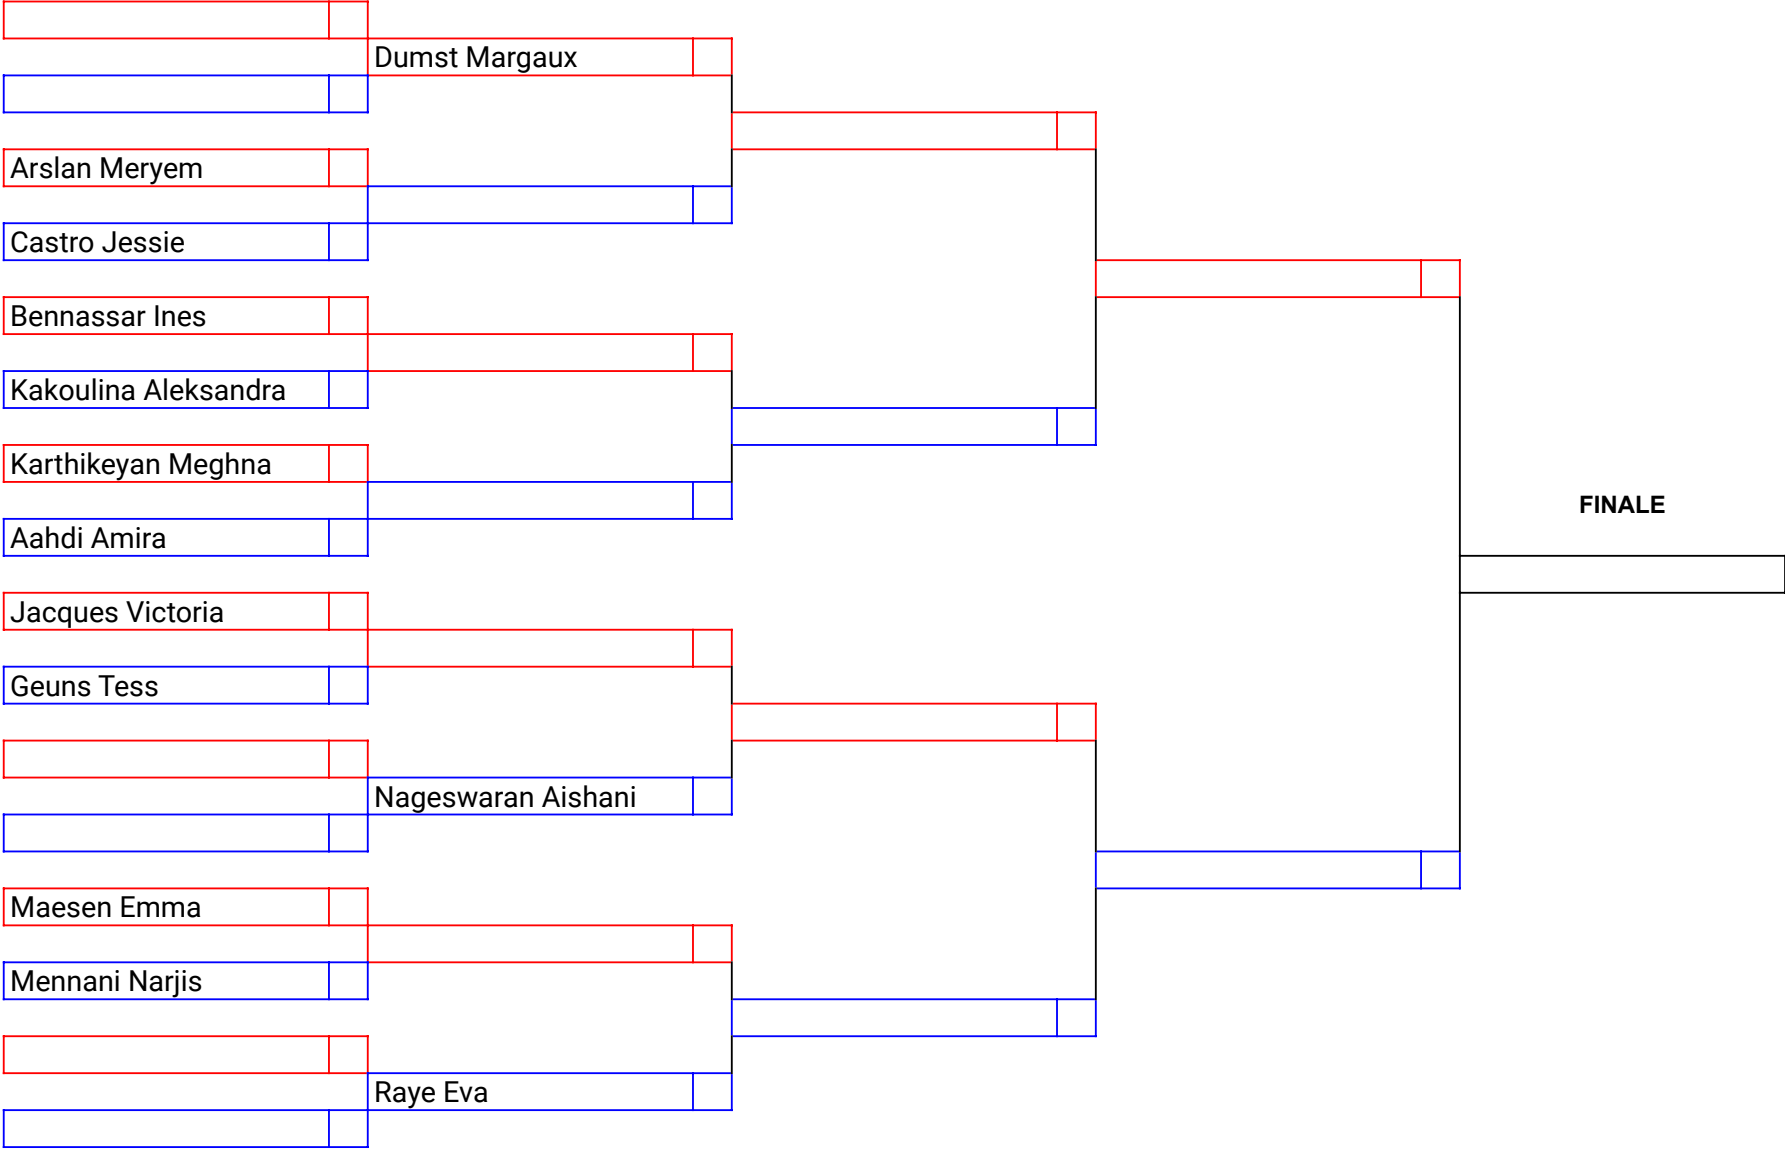 Dumst Margaux
Arslan Meryem
Castro Jessie
Bennassar Ines
Kakoulina Aleksandra
Karthikeyan Meghna
FINALE
Aahdi Amira
Jacques Victoria
Geuns Tess
Nageswaran Aishani
Maesen Emma
Mennani Narjis
Raye Eva